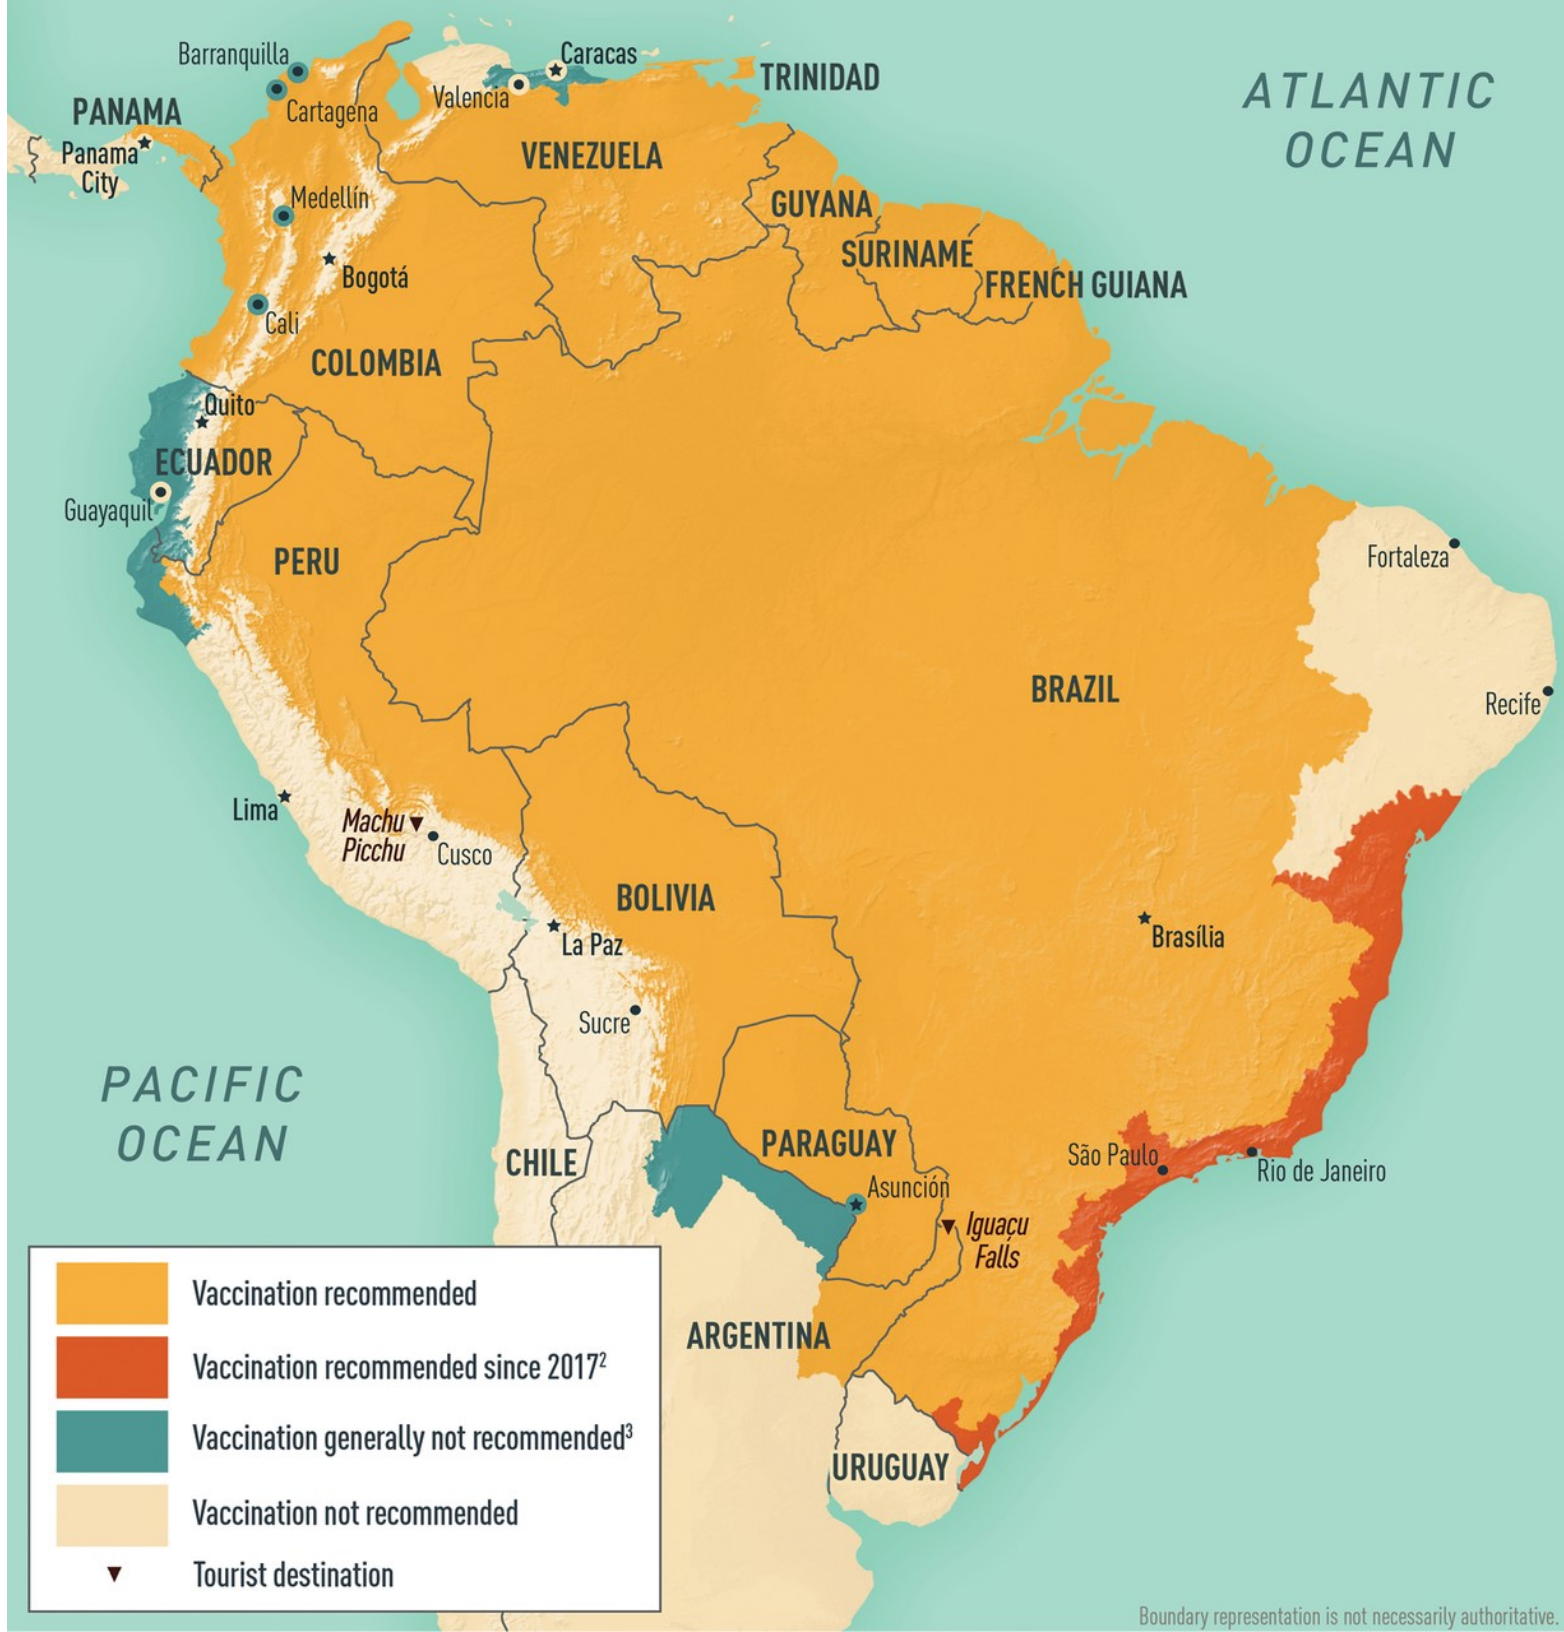 Barranquilla
Caracas
TRINIDAD
ATLANTIC
OCEAN
Valencia
Cartagena
PANAMA
Panama
City
VENEZUELA
GUYANA
Medellín
SURINAME
Bogotá
FRENCH GUIANA
Cali
COLOMBIA
Quito
ECUADOR
Guayaquil
PERU
Fortaleza
BRAZIL
Recife
Lima
Machu
Picchu
Cusco
BOLIVIA
Brasília
La Paz
Sucre
PACIFIC
OCEAN
PARAGUAY
CHILE
São Paulo
Rio de Janeiro
Asunción
Iguaçu
Falls
ARGENTINA
URUGUAY
Vaccination recommended
Vaccination recommended since 2017²
Vaccination generally not recommended³
Vaccination not recommended
Tourist destination
Boundary representation is not necessarily authoritative.